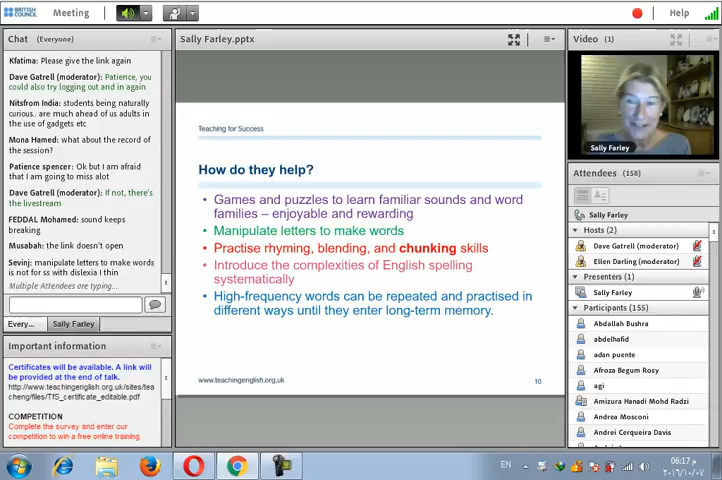 BRITISH
COUNCIL
Meeting
Help
Chat (Everyone)
Kfatima: Please give the link again
Dave Gatrell (moderator): Patience, you
could also try logging out and in again
Nitsfrom India: students being naturally
curious.. are much ahead of us adults in
the use of gadgets etc
Mona Hamed: what about the record of
the session?
Patience spencer: Ok but I am afraid
that I am going to miss alot
Dave Gatrell (moderator): If not, there's
the livestream
FEDDAL Mohamed: sound keeps
breaking
Musabah: the link doesn't open
Sevinj: manipulate letters to make words
is not for ss with dislexia I thin
Multiple Attendees are typing...
Every...
Sally Farley
Important information
Certificates will be available. A link will
be provided at the end of talk.
http://www.teachingenglish.org.uk/sites/tea
cheng/files/TfS_certificate_editable.pdf
COMPETITION
Complete the survey and enter our
competition to win a free online training
Sally Farley.pptx
Teaching for Success
How do they help?
• Games and puzzles to learn familiar sounds and word
families – enjoyable and rewarding
• Manipulate letters to make words
• Practise rhyming, blending, and chunking skills
• Introduce the complexities of English spelling
systematically
• High-frequency words can be repeated and practised in
different ways until they enter long-term memory.
www.teachingenglish.org.uk
10
Video (1)
Sally Farley
Attendees (158)
Sally Farley
Hosts (2)
Dave Gatrell (moderator)
Ellen Darling (moderator)
Presenters (1)
Sally Farley
Participants (155)
Abdallah Bushra
abdelhafid
adan puente
Afroza Begum Rosy
agi
Amizura Hanadi Mohd Radzi
Andrea Mosconi
Andrei Cerqueira Davis
EN
06:17 م
٢٠١٦/١٠/٠٧